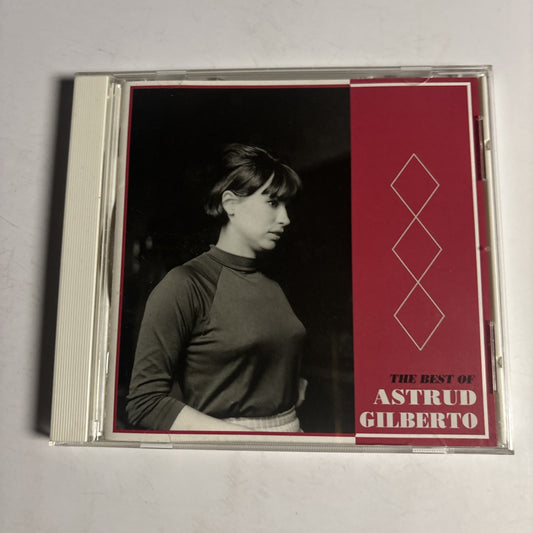 THE BEST OF
ASTRUD
GILBERTO